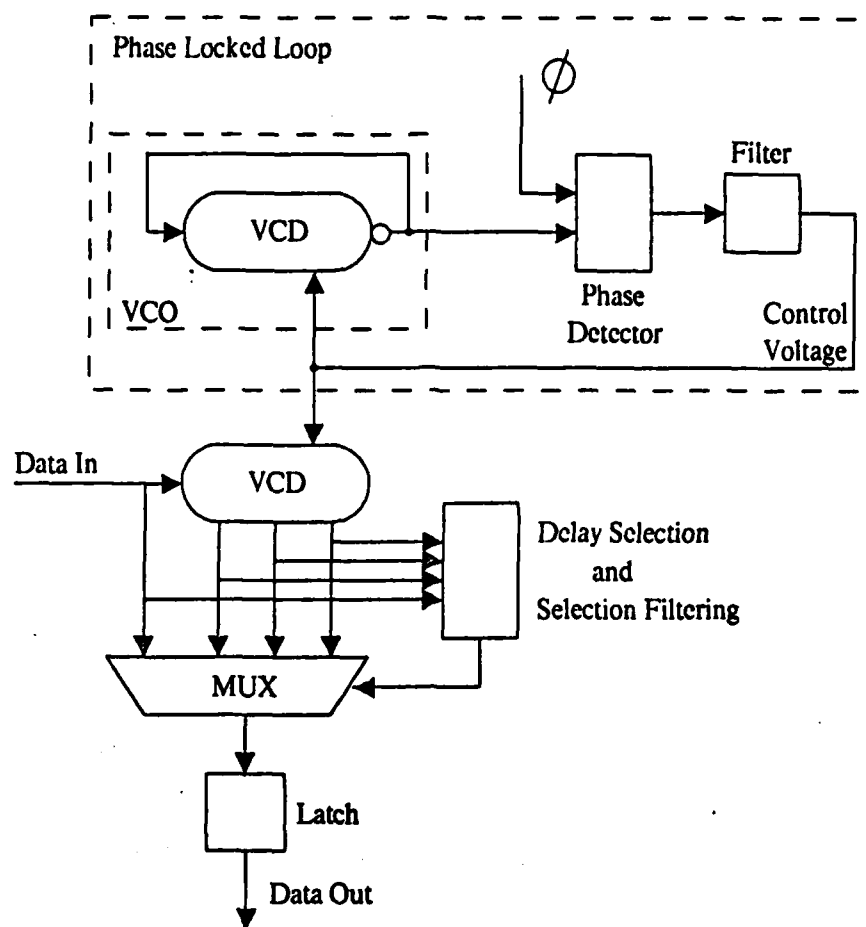 Phase Locked Loop
ϕ
Filter
VCD
VCO
Phase
Detector
Control
Voltage
Data In
VCD
Delay Selection
and
Selection Filtering
MUX
Latch
Data Out